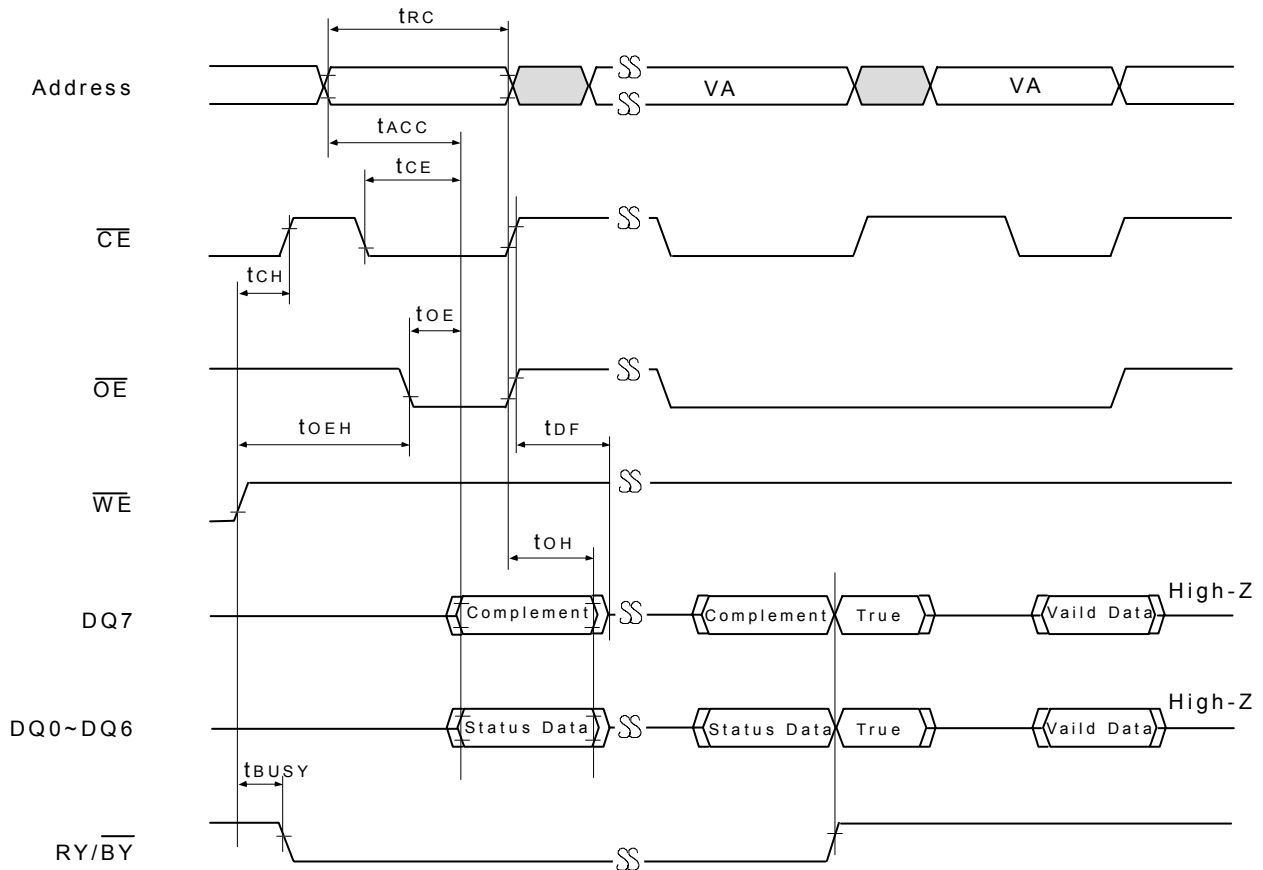 tRC
Address
VA
VA
tACC
tCE
CE
tCH
tOE
OE
tOEH
tDF
WE
tOH
DQ7
Complement
Complement
True
Vaild Data
High-Z
DQ0~DQ6
Status Data
Status Data
True
Vaild Data
High-Z
tBUSY
RY/BY